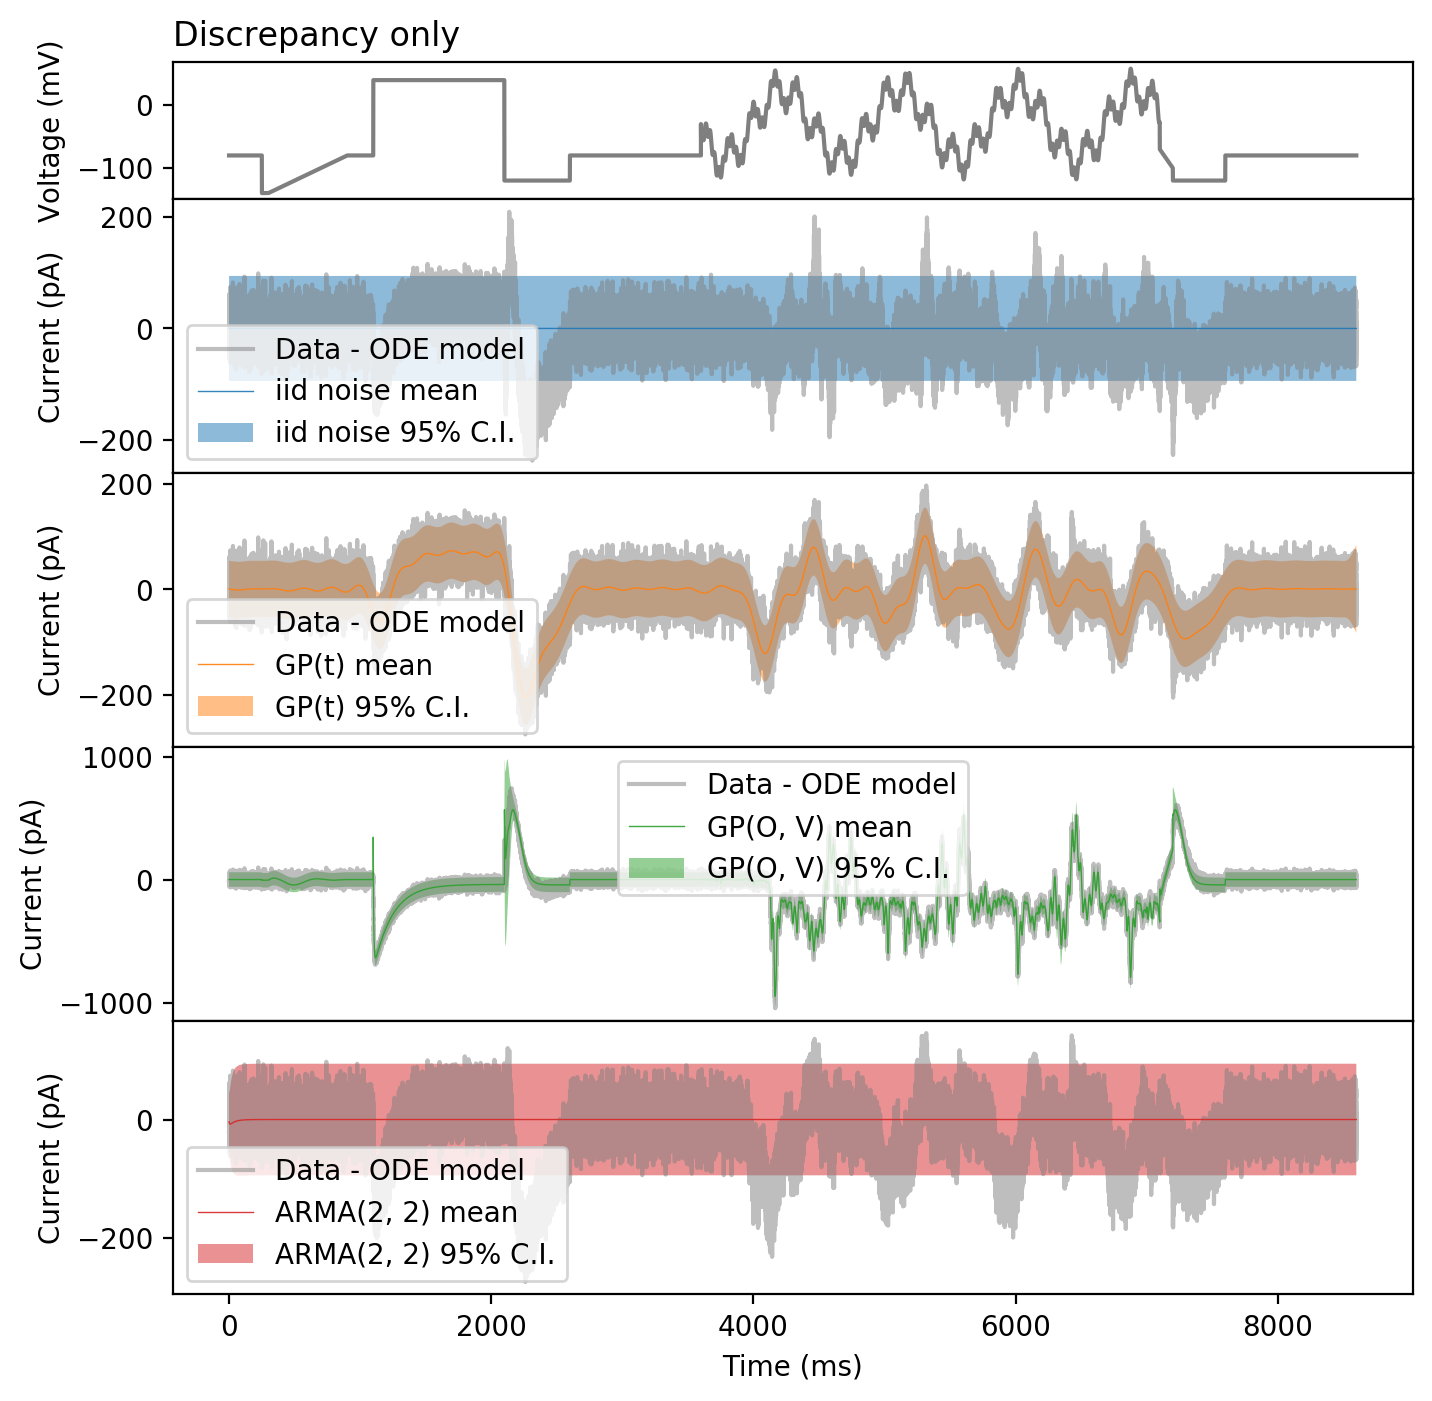 Discrepancy only
Voltage (mV)
0
−100
Current (pA)
200
0
−200
Data - ODE model
iid noise mean
iid noise 95% C.I.
Current (pA)
200
0
−200
Data - ODE model
GP(t) mean
GP(t) 95% C.I.
Current (pA)
1000
0
−1000
Data - ODE model
GP(O, V) mean
GP(O, V) 95% C.I.
Current (pA)
0
−200
Data - ODE model
ARMA(2, 2) mean
ARMA(2, 2) 95% C.I.
0 2000 4000 6000 8000
Time (ms)